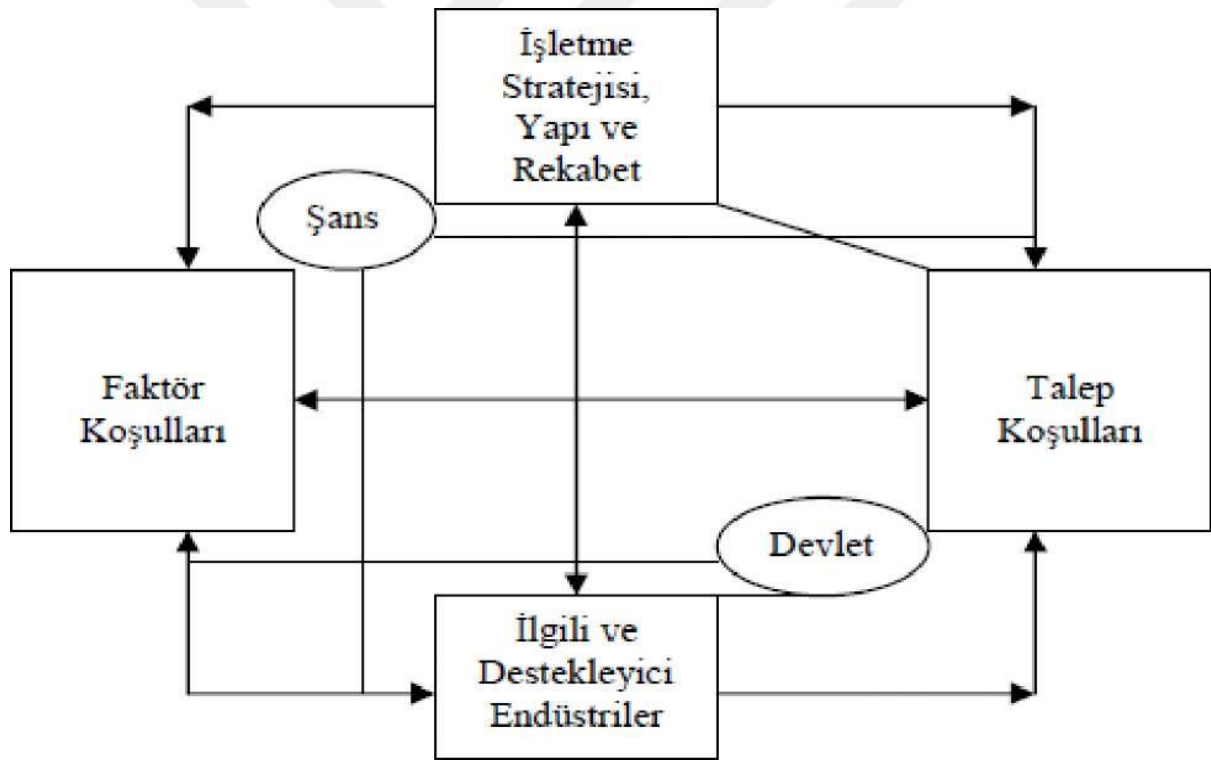 İşletme
Stratejisi,
Yapı ve
Rekabet
Şans
Faktör
Koşulları
Talep
Koşulları
Devlet
İlgili ve
Destekleyici
Endüstriler